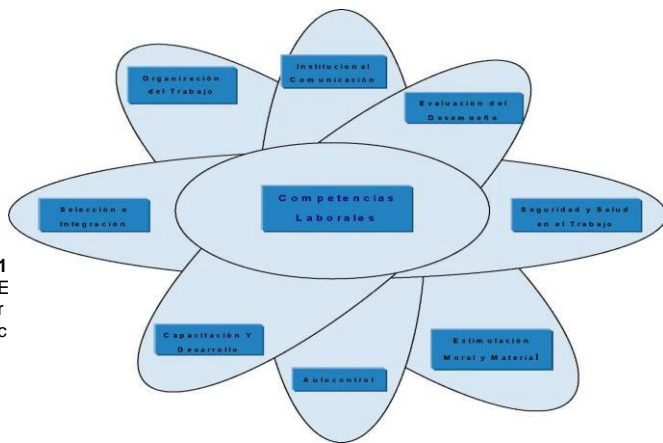 Institucional
Comunicación
Organización
del Trabajo
Evaluación del
Desempeño
Competencias
Laborales
Selección e
Integración
Seguridad y Salud
en el Trabajo
1
E
r
c
Capacitación Y
Desarrollo
Estimulación
Moral y Material
Autocontrol